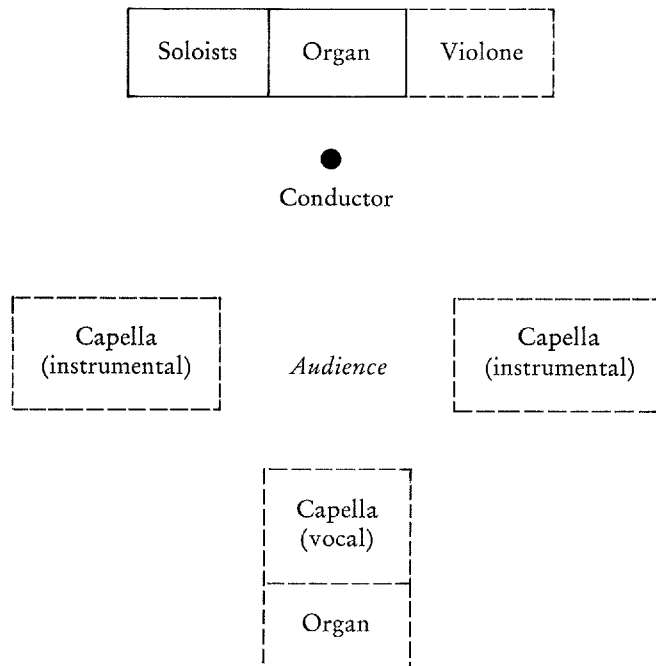 Soloists Organ Violone
Conductor
Capella
(instrumental)
Audience
Capella
(instrumental)
Capella
(vocal)
Organ